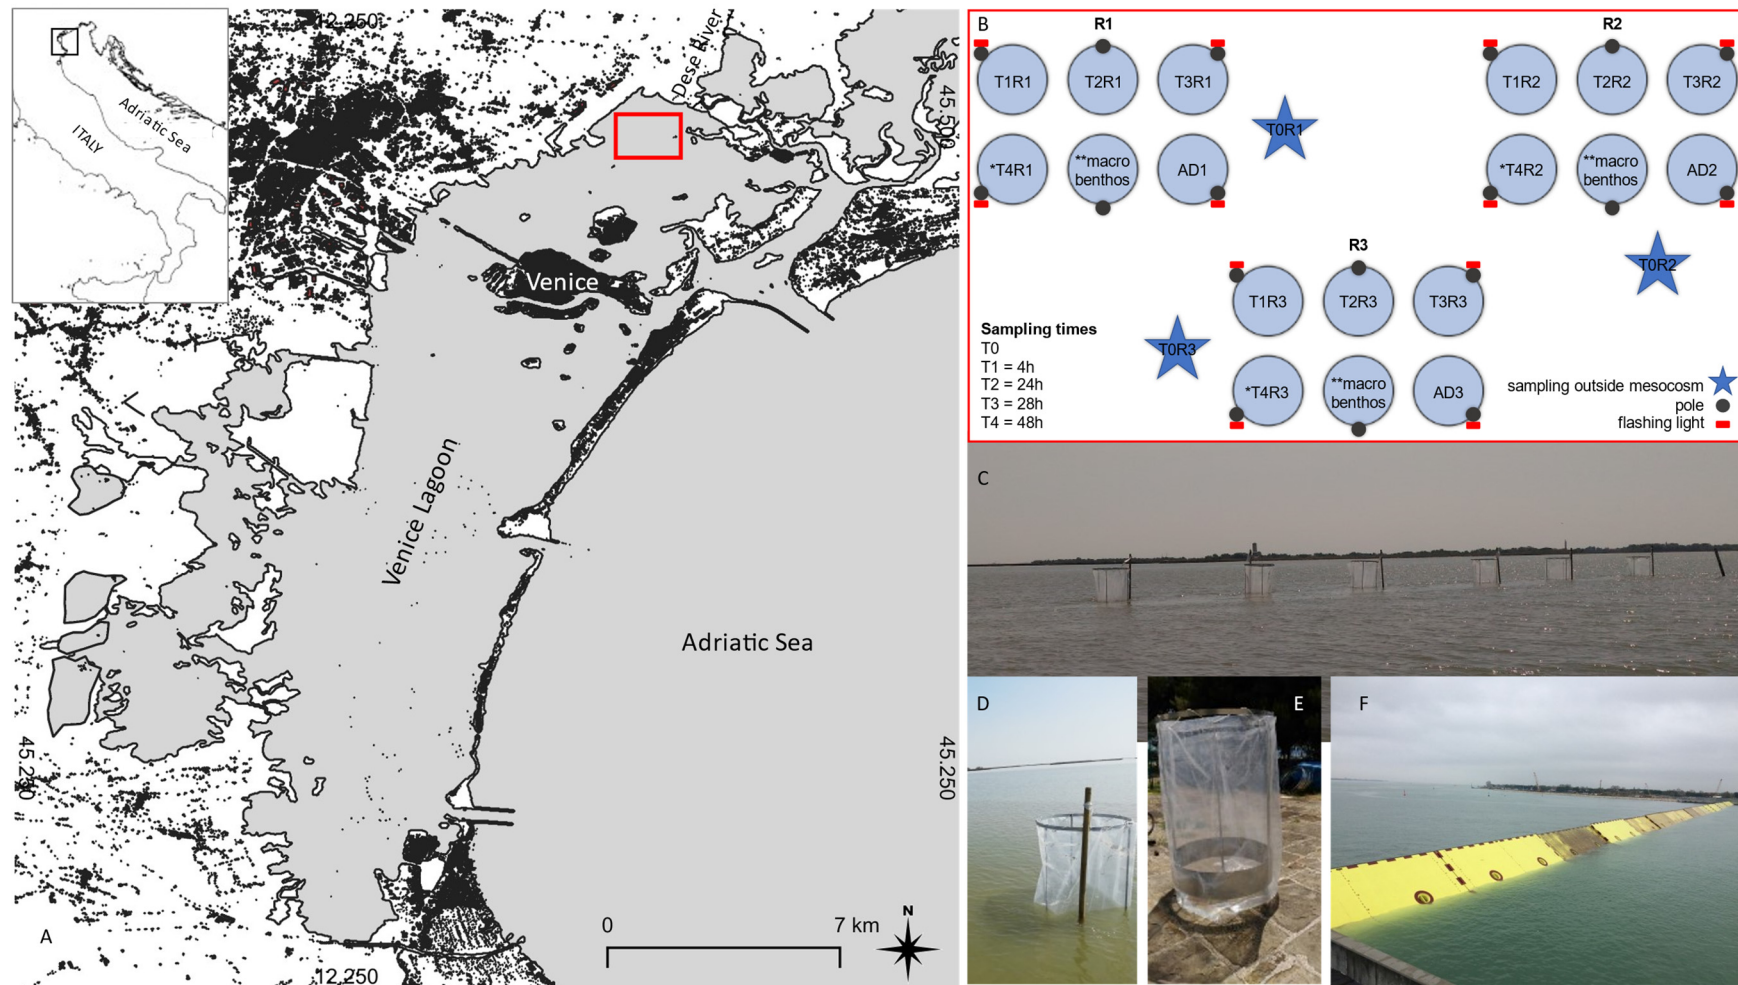 12.250
Dese River
45.500
Adriatic Sea
ITALY
Venice
Venice Lagoon
Adriatic Sea
45.250
45.250
0
7 km
N
A
12.250
B
R1
R2
T1R1
T2R1
T3R1
T1R2
T2R2
T3R2
T0R1
*T4R1
**macro
benthos
AD1
*T4R2
**macro
benthos
AD2
R3
T0R2
T1R3
T2R3
T3R3
T0R3
*T4R3
**macro
benthos
AD3
Sampling times
T0
T1 = 4h
T2 = 24h
T3 = 28h
T4 = 48h
sampling outside mesocosm
pole
flashing light
C
D
E
F